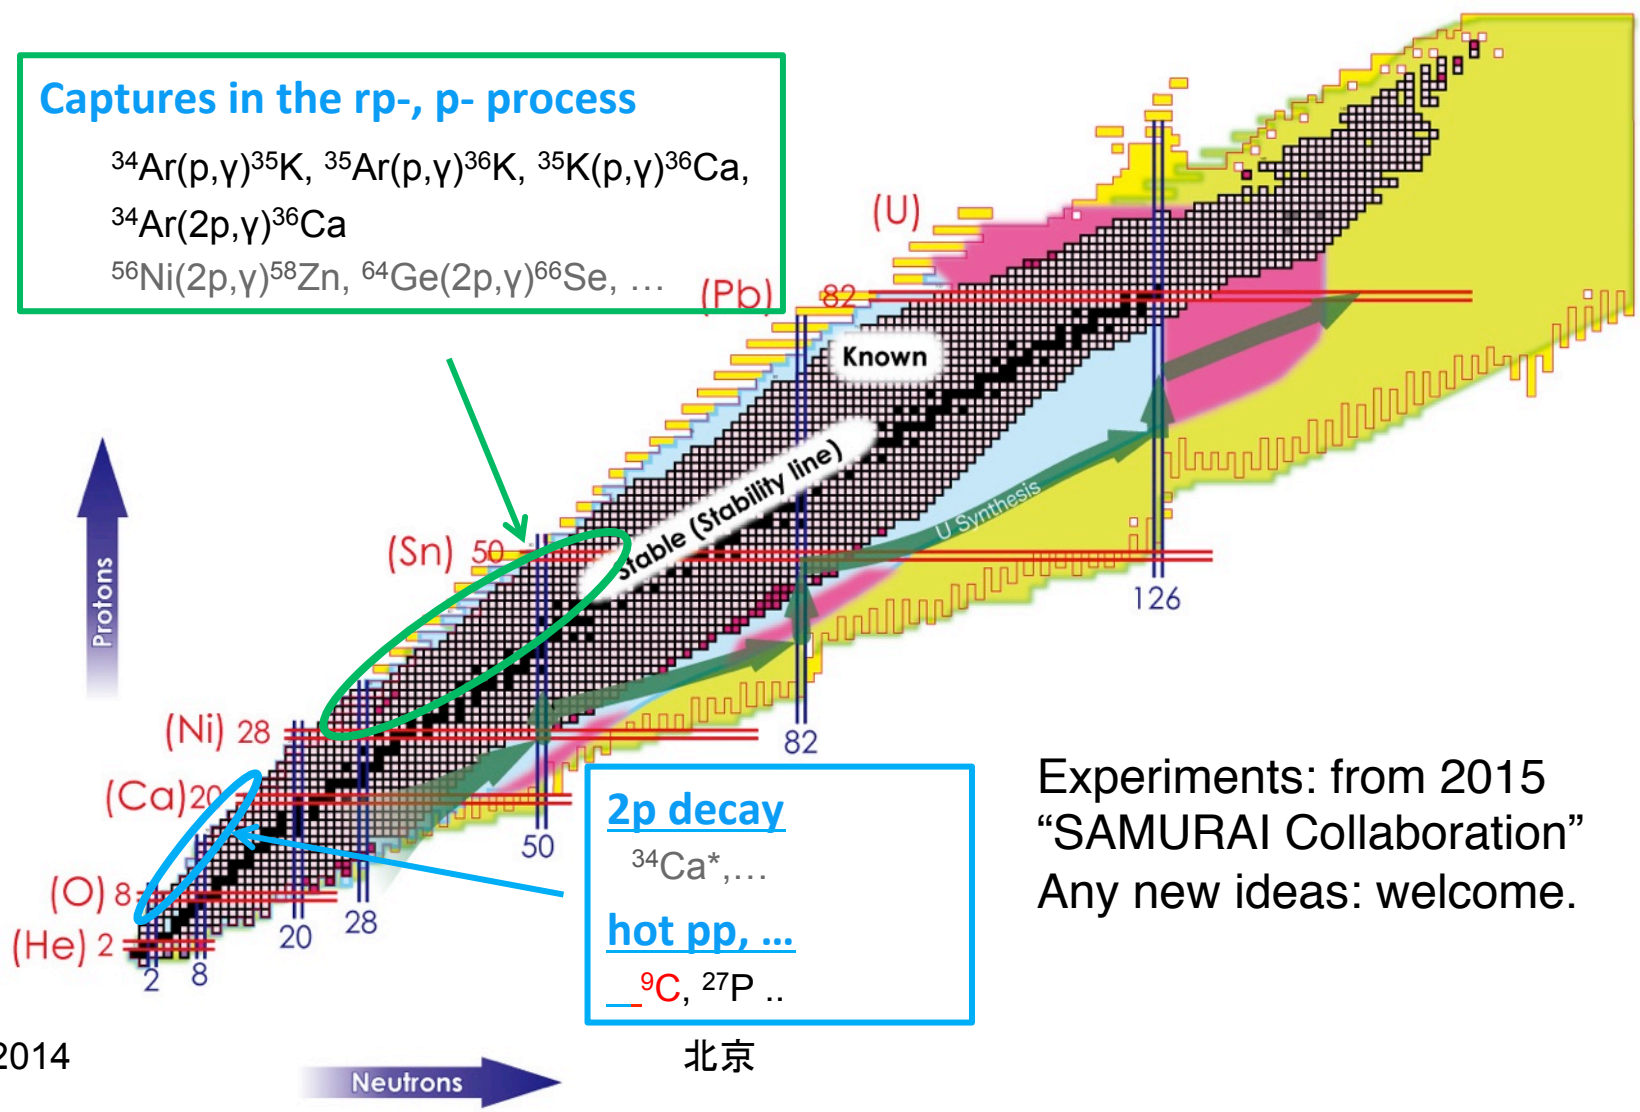 Captures in the rp-, p- process
³⁴Ar(p,γ)³⁵K, ³⁵Ar(p,γ)³⁶K, ³⁵K(p,γ)³⁶Ca,
³⁴Ar(2p,γ)³⁶Ca
⁵⁶Ni(2p,γ)⁵⁸Zn, ⁶⁴Ge(2p,γ)⁶⁶Se, …
(U)
(Pb) 82
Known
Stable (Stability line)
U Synthesis
(Sn) 50
126
Protons
(Ni) 28
82
(Ca) 20
50
(O) 8
28
20
(He) 2
2
8
2p decay
³⁴Ca*,…
hot pp, …
⁹C, ²⁷P ..
Experiments: from 2015
“SAMURAI Collaboration”
Any new ideas: welcome.
2014
北京
Neutrons